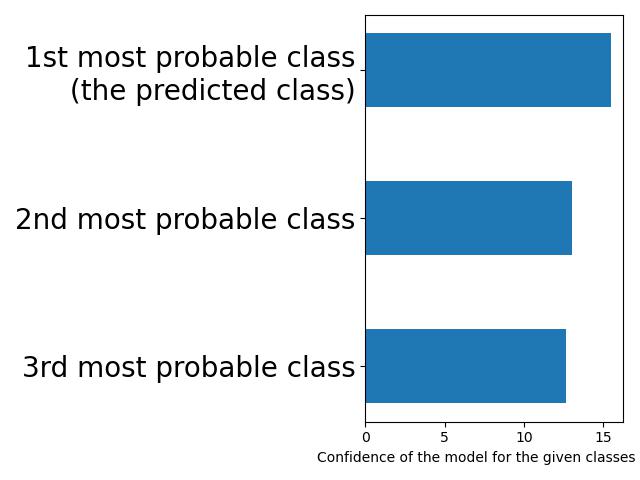 1st most probable class
(the predicted class)
2nd most probable class
3rd most probable class
0 5 10 15
Confidence of the model for the given classes